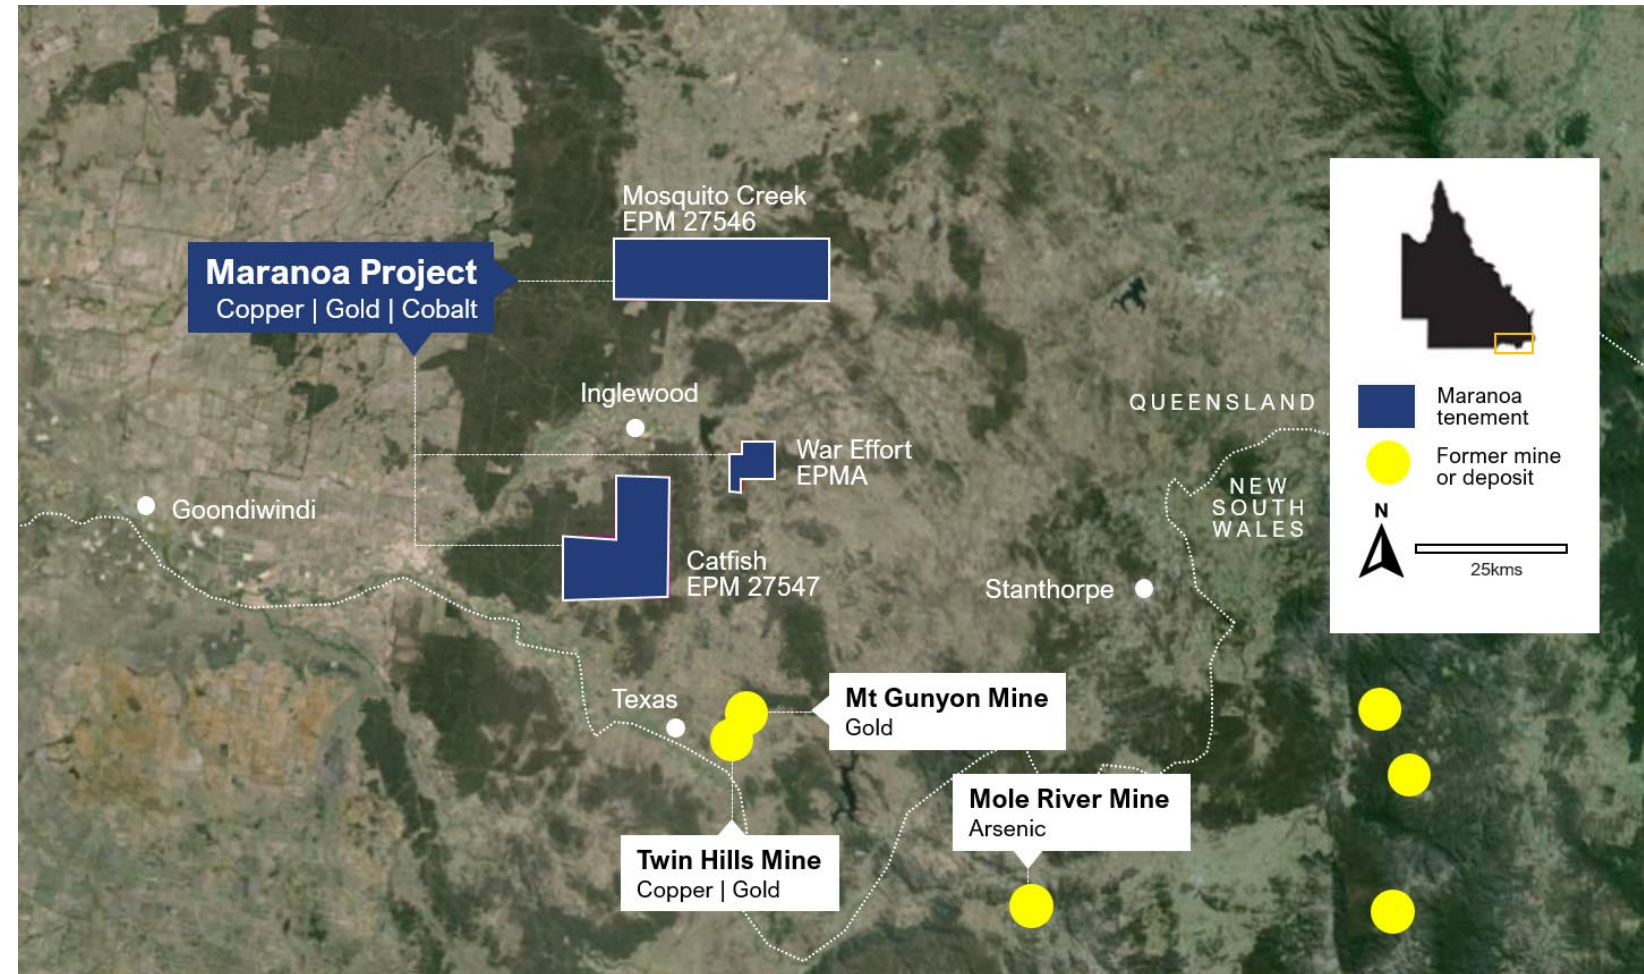 Mosquito Creek
EPM 27546
Maranoa Project
Copper | Gold | Cobalt
Inglewood
War Effort
EPMA
Goondiwindi
Catfish
EPM 27547
QUEENSLAND
NEW
SOUTH
WALES
Stanthorpe
Texas
Mt Gunyon Mine
Gold
Mole River Mine
Arsenic
Twin Hills Mine
Copper | Gold
Maranoa
tenement
Former mine
or deposit
N
25kms